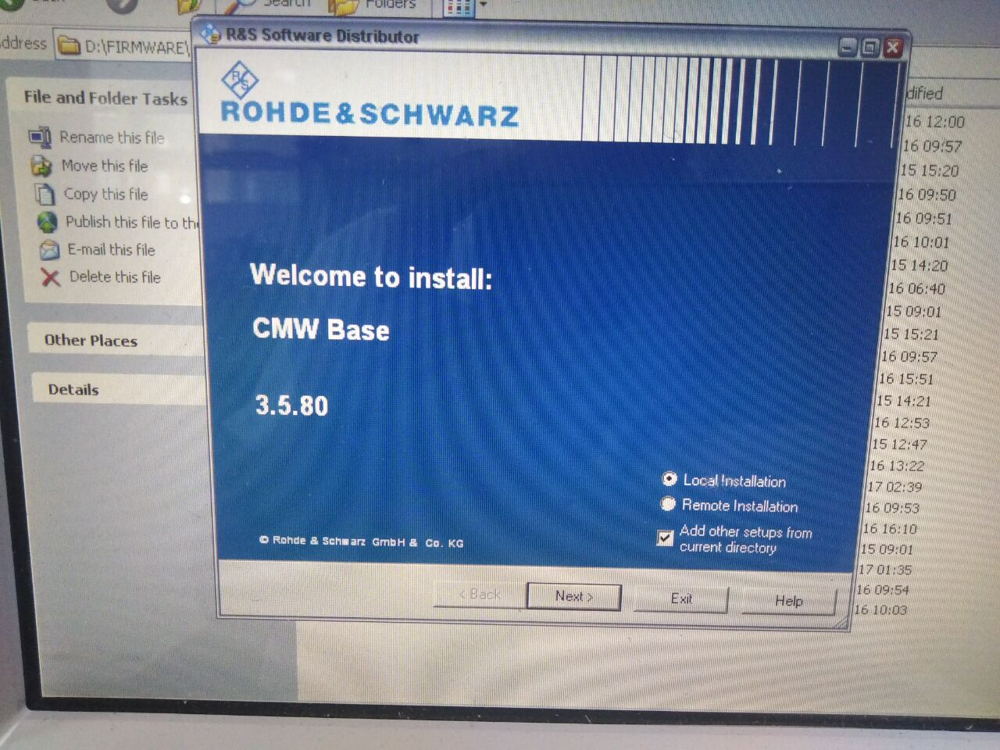 Search
Folders
ddress
D:\FIRMWARE\
R&S Software Distributor
ROHDE&SCHWARZ
File and Folder Tasks
Rename this file
Move this file
Copy this file
Publish this file to the
E-mail this file
Delete this file
Other Places
Details
Welcome to install:
CMW Base
3.5.80
Local Installation
Remote Installation
Add other setups from
current directory
© Rohde & Schwarz GmbH & Co. KG
< Back
Next >
Exit
Help
dified
16 12:00
16 09:57
15 15:20
16 09:50
16 09:51
16 10:01
15 14:20
16 06:40
15 09:01
15 15:21
16 09:57
16 15:51
15 14:21
16 12:53
15 12:47
16 13:22
17 02:39
16 09:53
16 16:10
15 09:01
17 01:35
16 09:54
16 10:03